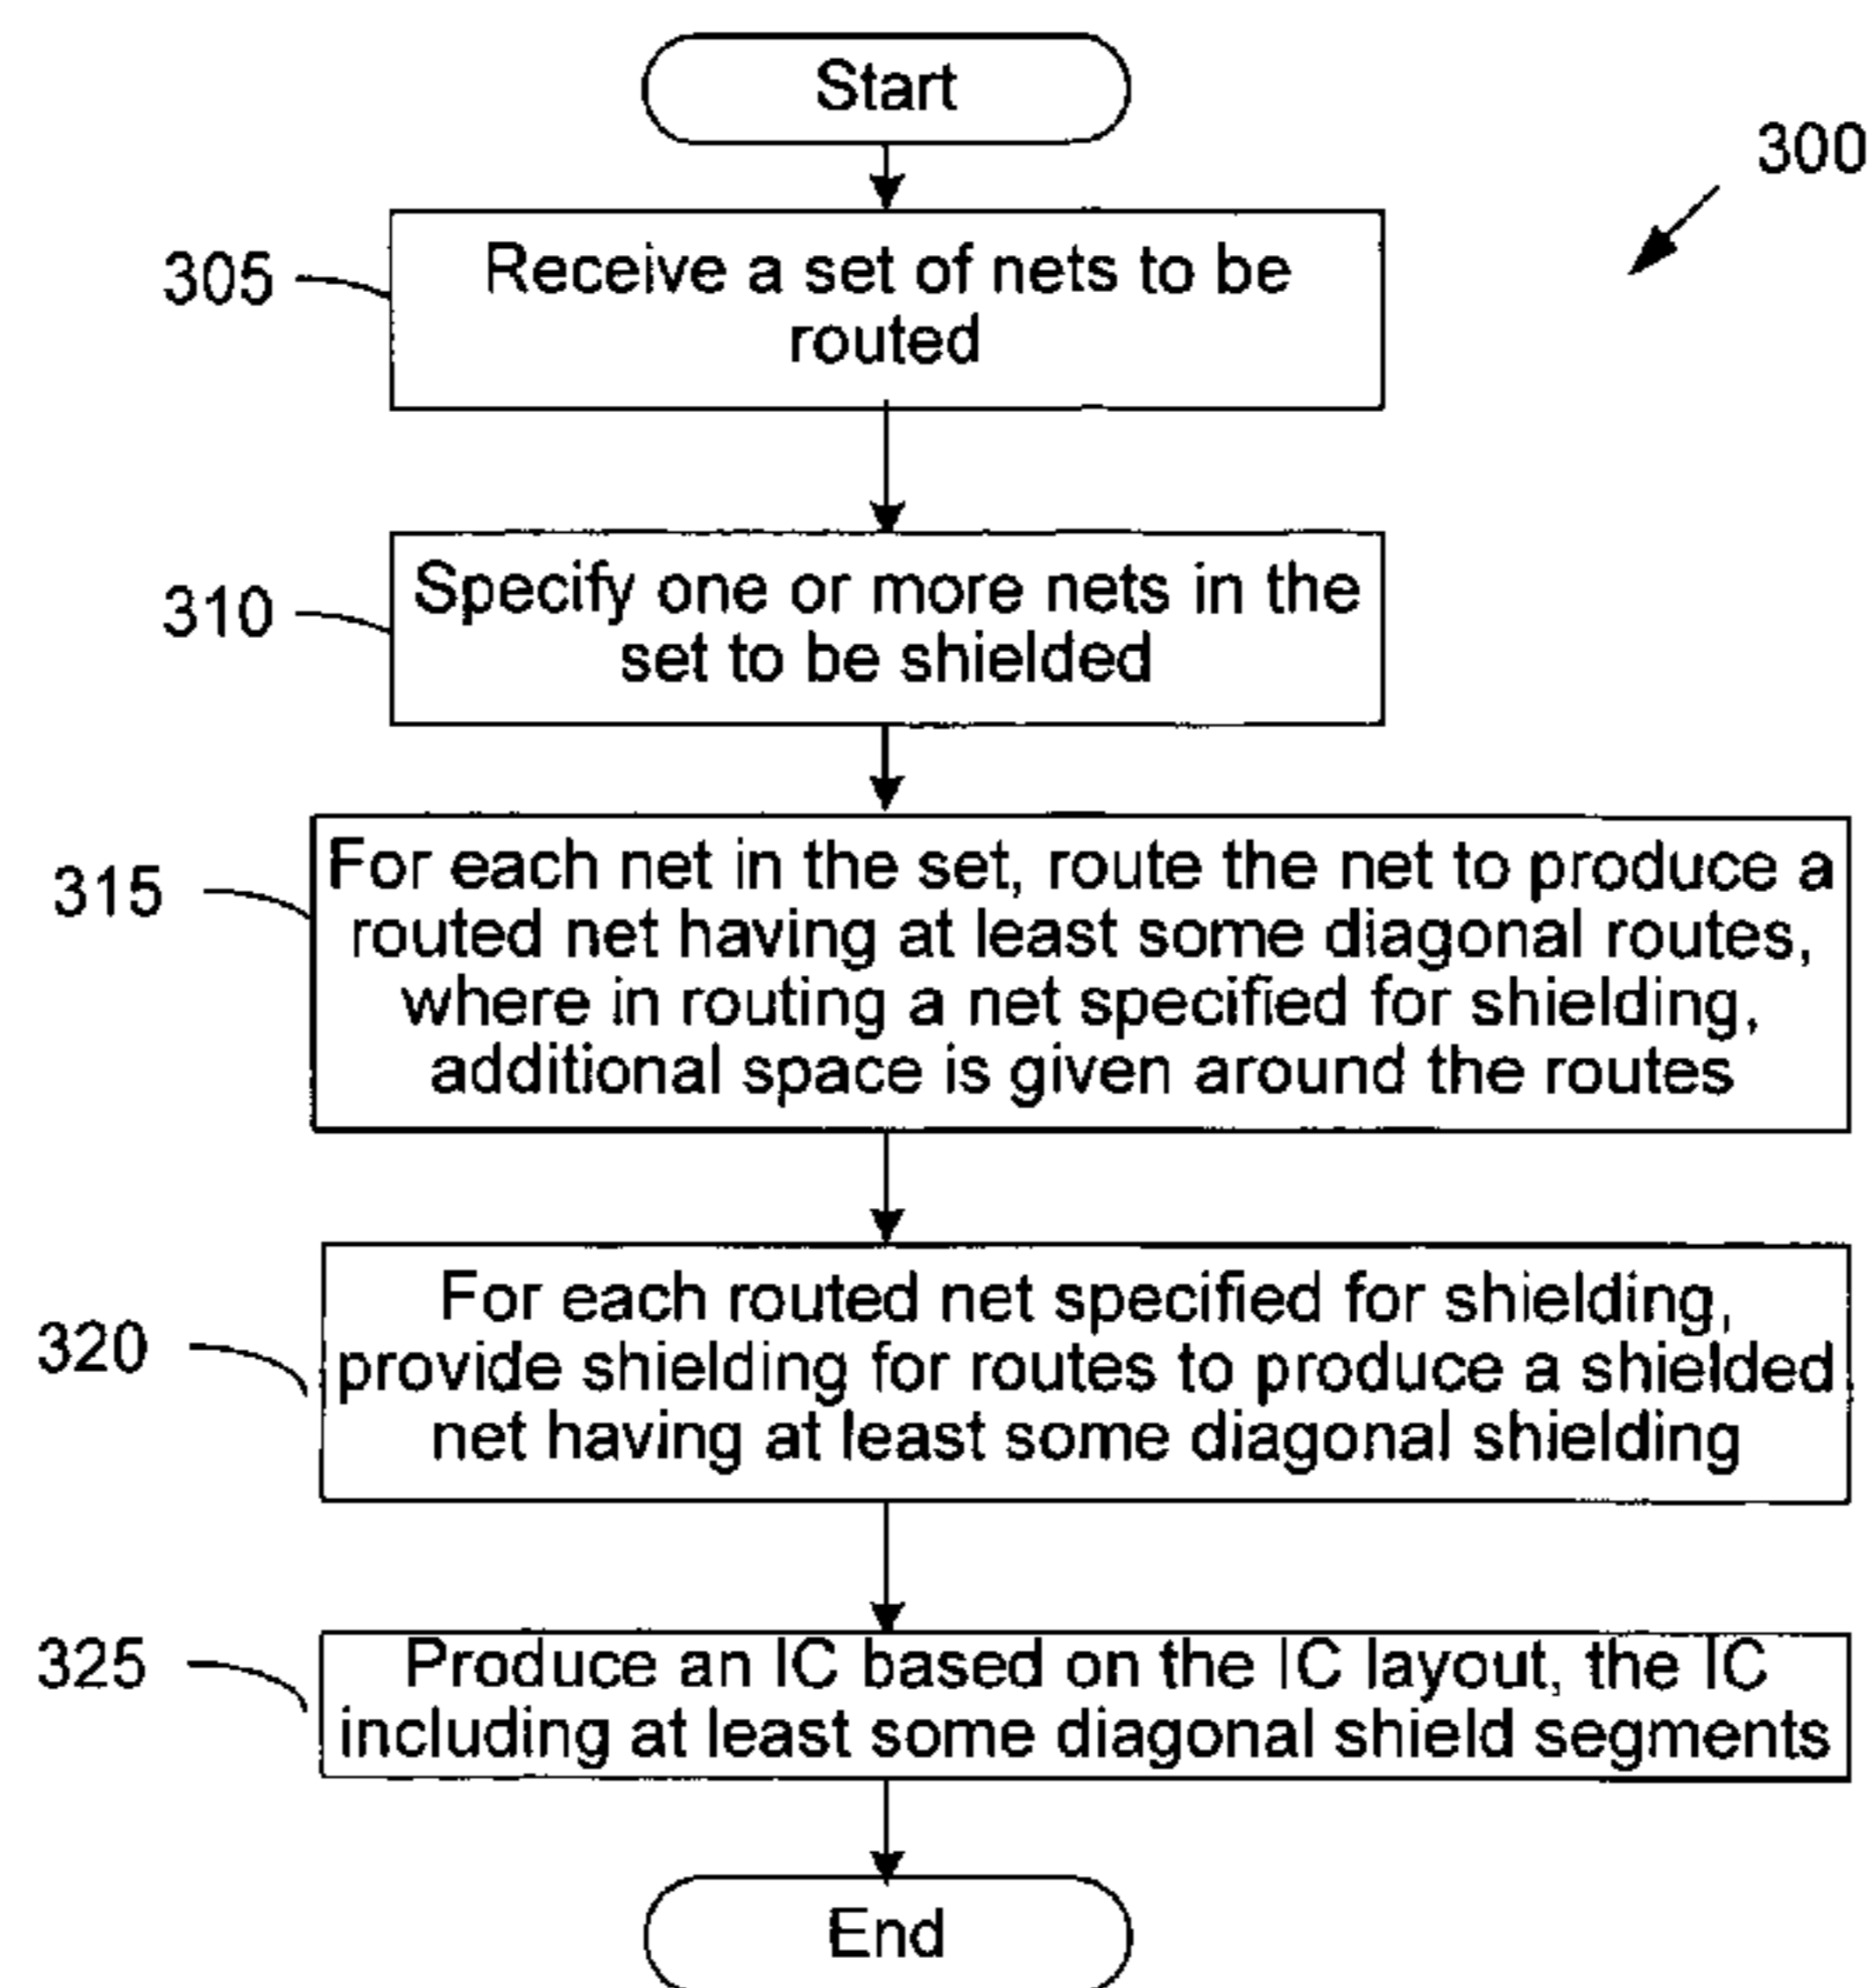 Start
300
305
Receive a set of nets to be
routed
310
Specify one or more nets in the
set to be shielded
315
For each net in the set, route the net to produce a
routed net having at least some diagonal routes,
where in routing a net specified for shielding,
additional space is given around the routes
320
For each routed net specified for shielding,
provide shielding for routes to produce a shielded
net having at least some diagonal shielding
325
Produce an IC based on the IC layout, the IC
including at least some diagonal shield segments
End